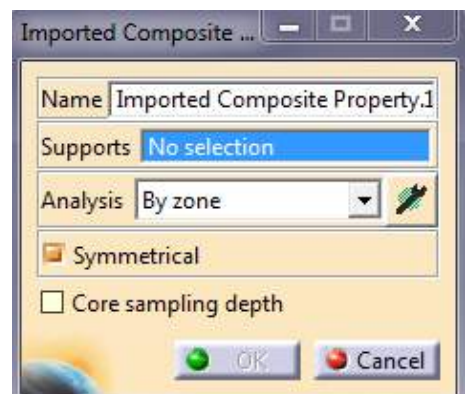 Imported Composite ...
Name Imported Composite Property.1
Supports No selection
Analysis By zone
Symmetrical
Core sampling depth
OK Cancel